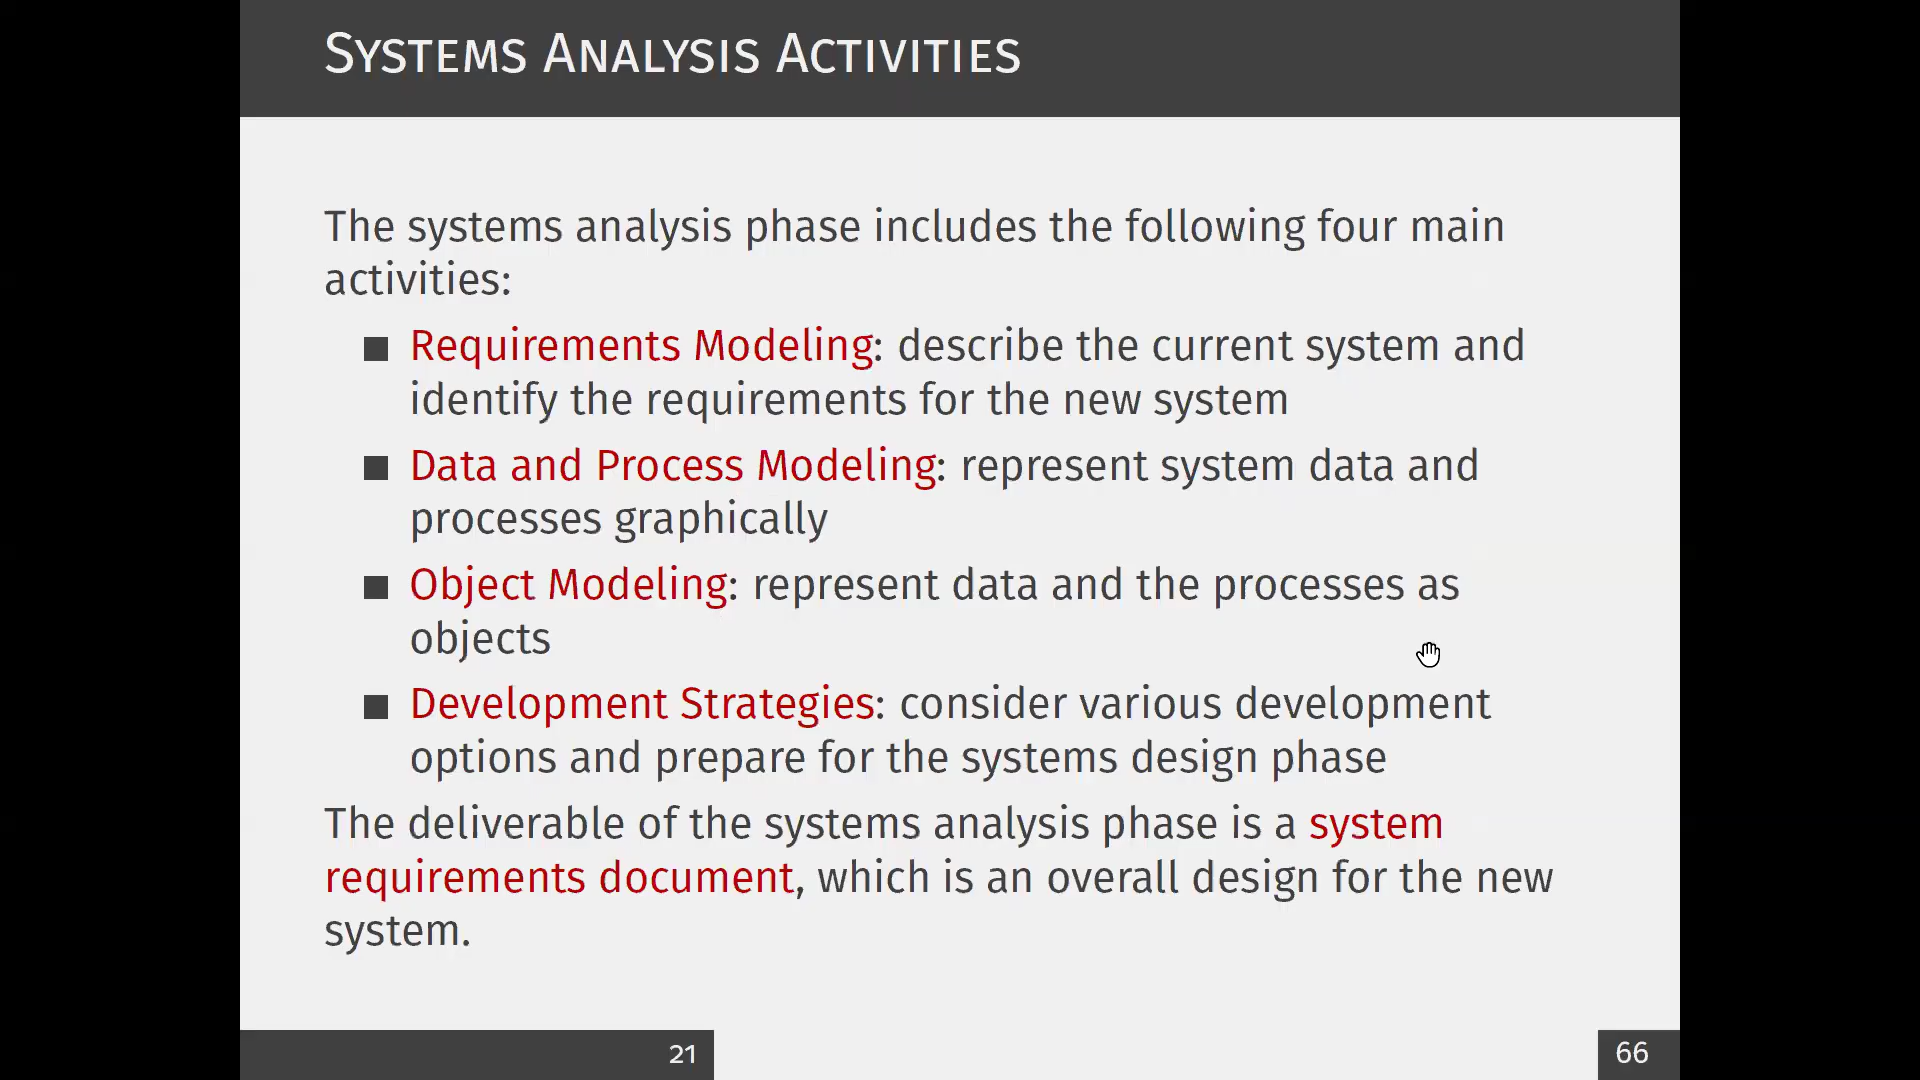 Systems Analysis Activities
The systems analysis phase includes the following four main
activities:
Requirements Modeling: describe the current system and
identify the requirements for the new system
Data and Process Modeling: represent system data and
processes graphically
Object Modeling: represent data and the processes as
objects
Development Strategies: consider various development
options and prepare for the systems design phase
The deliverable of the systems analysis phase is a system
requirements document, which is an overall design for the new
system.
21
66